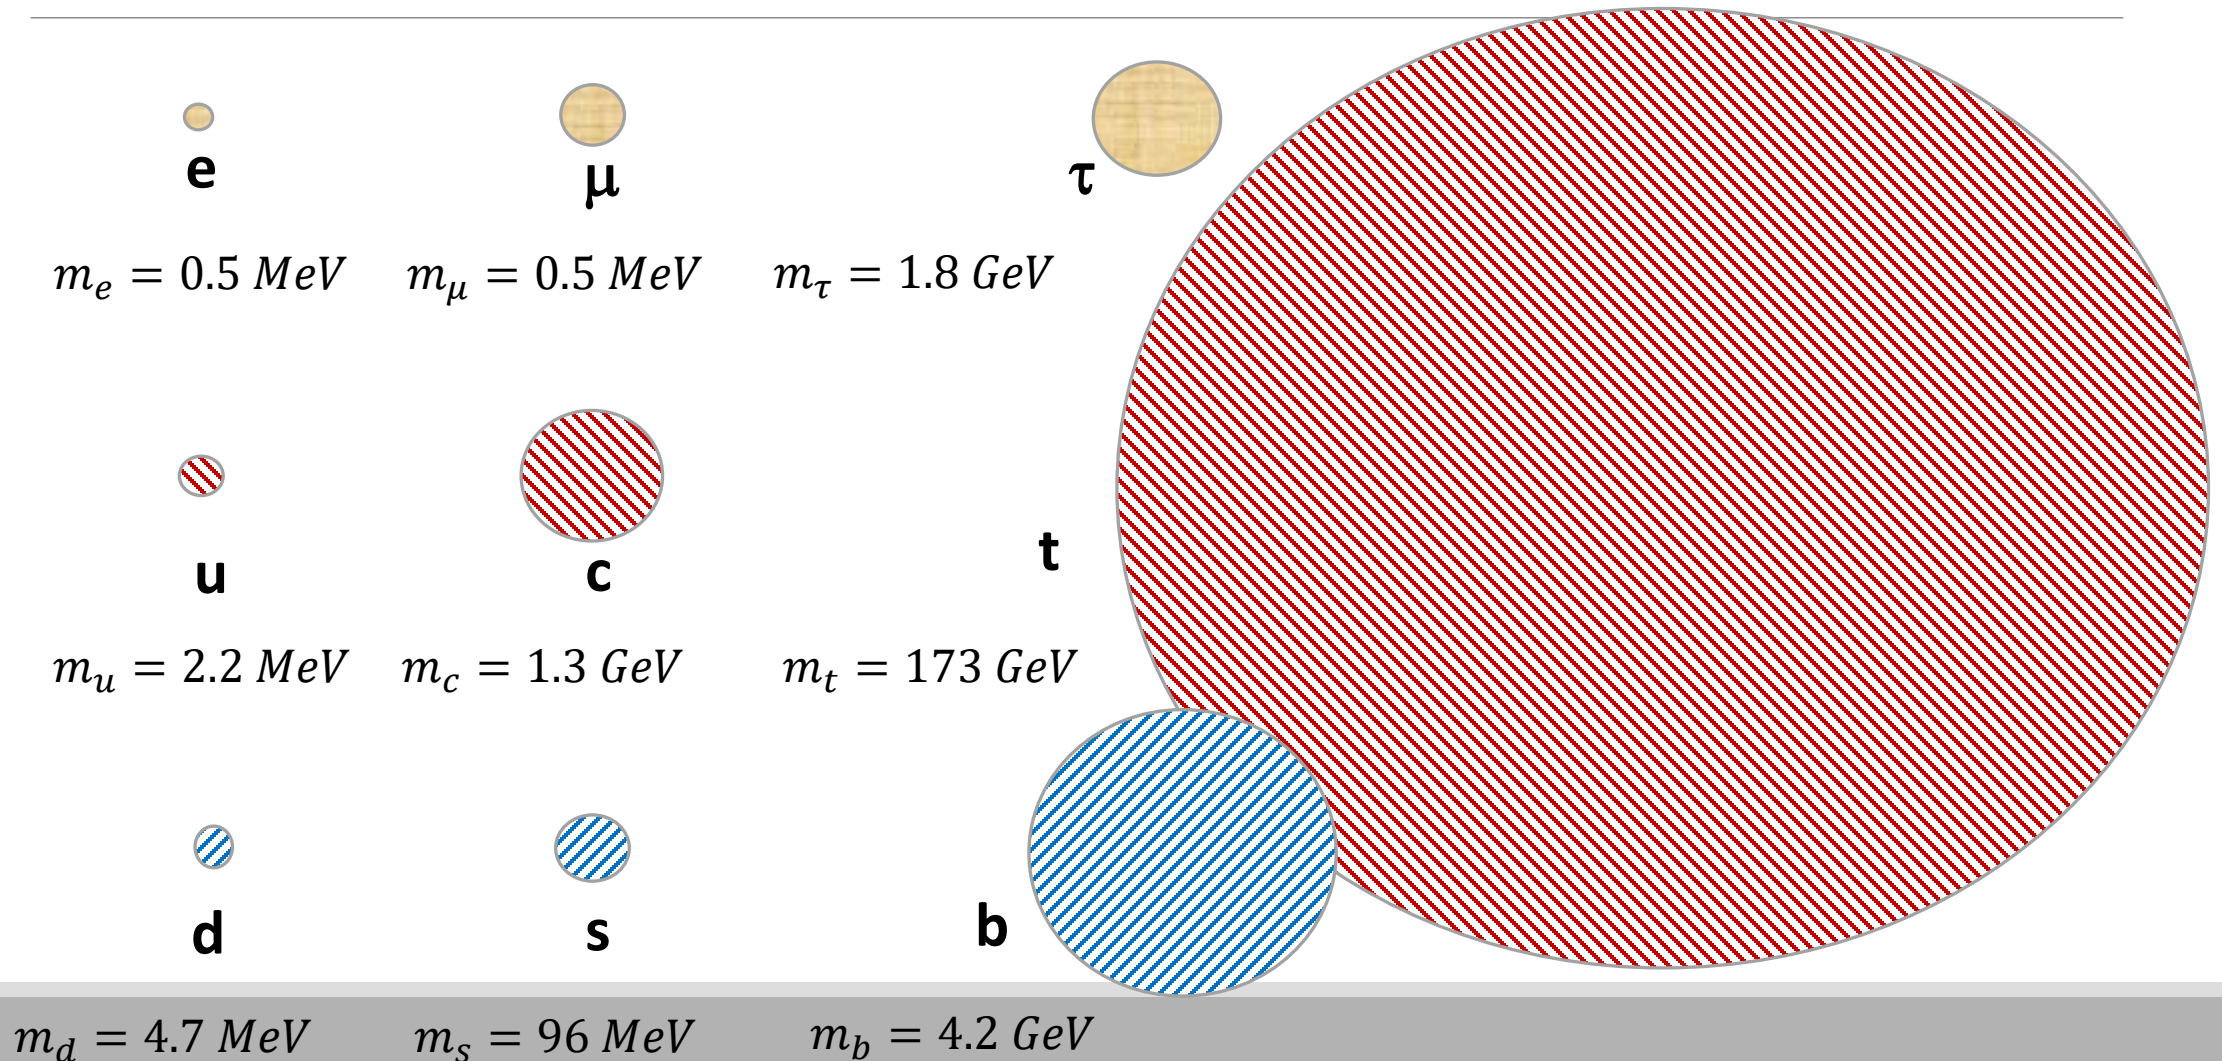 e μ τ
m_e = 0.5 MeV m_μ = 0.5 MeV m_τ = 1.8 GeV
u c t
m_u = 2.2 MeV m_c = 1.3 GeV m_t = 173 GeV
d s b
m_d = 4.7 MeV m_s = 96 MeV m_b = 4.2 GeV